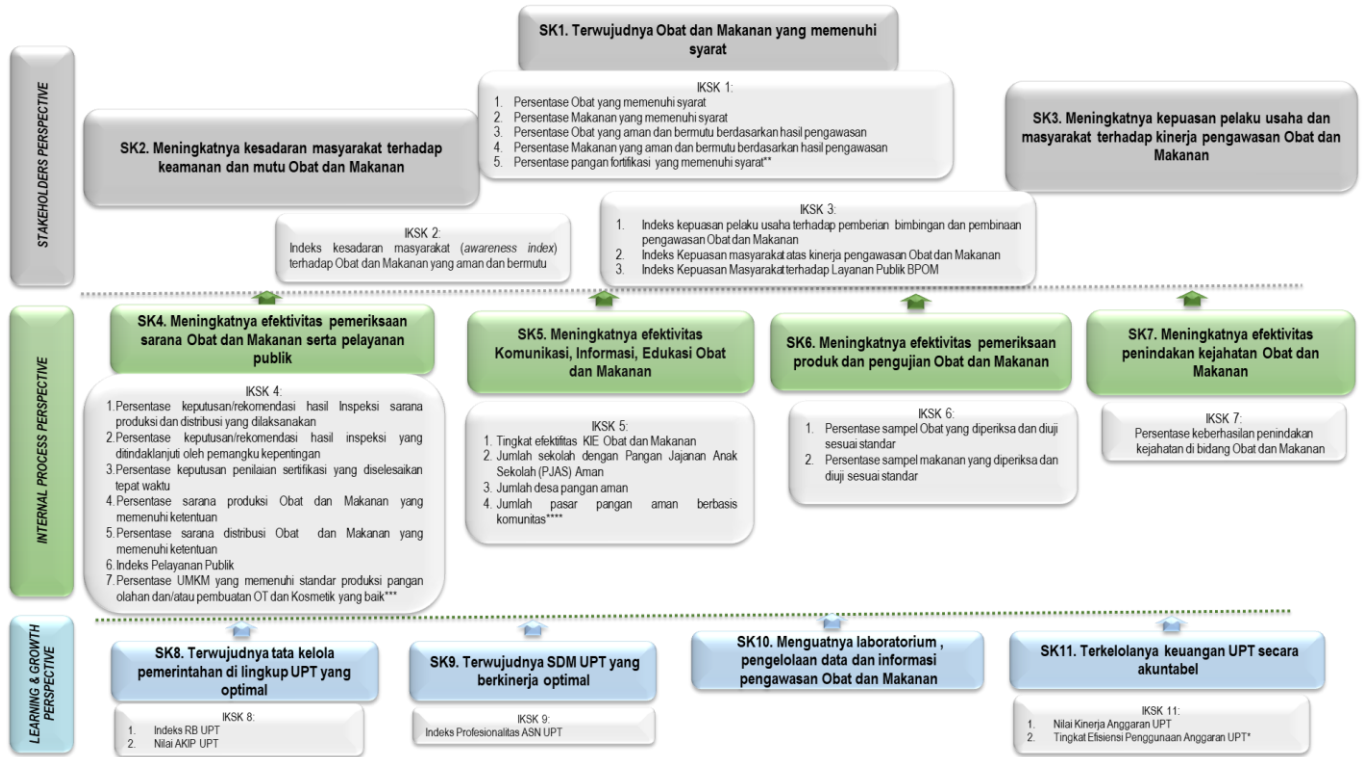 STAKEHOLDERS PERSPECTIVE
SK1. Terwujudnya Obat dan Makanan yang memenuhi
syarat
IKSK 1:
1. Persentase Obat yang memenuhi syarat
2. Persentase Makanan yang memenuhi syarat
3. Persentase Obat yang aman dan bermutu berdasarkan hasil pengawasan
4. Persentase Makanan yang aman dan bermutu berdasarkan hasil pengawasan
5. Persentase pangan fortifikasi yang memenuhi syarat**
SK2. Meningkatnya kesadaran masyarakat terhadap
keamanan dan mutu Obat dan Makanan
IKSK 2:
Indeks kesadaran masyarakat (awareness index)
terhadap Obat dan Makanan yang aman dan bermutu
SK3. Meningkatnya kepuasan pelaku usaha dan
masyarakat terhadap kinerja pengawasan Obat dan
Makanan
IKSK 3:
1. Indeks kepuasan pelaku usaha terhadap pemberian bimbingan dan pembinaan
pengawasan Obat dan Makanan
2. Indeks Kepuasan masyarakat atas kinerja pengawasan Obat dan Makanan
3. Indeks Kepuasan Masyarakat terhadap Layanan Publik BPOM
INTERNAL PROCESS PERSPECTIVE
SK4. Meningkatnya efektivitas pemeriksaan
sarana Obat dan Makanan serta pelayanan
publik
IKSK 4:
1. Persentase keputusan/rekomendasi hasil Inspeksi sarana
produksi dan distribusi yang dilaksanakan
2. Persentase keputusan/rekomendasi hasil inspeksi yang
ditindaklanjuti oleh pemangku kepentingan
3. Persentase keputusan penilaian sertifikasi yang diselesaikan
tepat waktu
4. Persentase sarana produksi Obat dan Makanan yang
memenuhi ketentuan
5. Persentase sarana distribusi Obat dan Makanan yang
memenuhi ketentuan
6. Indeks Pelayanan Publik
7. Persentase UMKM yang memenuhi standar produksi pangan
olahan dan/atau pembuatan OT dan Kosmetik yang baik***
SK5. Meningkatnya efektivitas
Komunikasi, Informasi, Edukasi Obat
dan Makanan
IKSK 5:
1. Tingkat efektifitas KIE Obat dan Makanan
2. Jumlah sekolah dengan Pangan Jajanan Anak
Sekolah (PJAS) Aman
3. Jumlah desa pangan aman
4. Jumlah pasar pangan aman berbasis
komunitas****
SK6. Meningkatnya efektivitas pemeriksaan
produk dan pengujian Obat dan Makanan
IKSK 6:
1. Persentase sampel Obat yang diperiksa dan diuji
sesuai standar
2. Persentase sampel makanan yang diperiksa dan
diuji sesuai standar
SK7. Meningkatnya efektivitas
penindakan kejahatan Obat dan
Makanan
IKSK 7:
Persentase keberhasilan penindakan
kejahatan di bidang Obat dan Makanan
LEARNING & GROWTH
PERSPECTIVE
SK8. Terwujudnya tata kelola
pemerintahan di lingkup UPT yang
optimal
IKSK 8:
1. Indeks RB UPT
2. Nilai AKIP UPT
SK9. Terwujudnya SDM UPT yang
berkinerja optimal
IKSK 9:
Indeks Profesionalitas ASN UPT
SK10. Menguatnya laboratorium ,
pengelolaan data dan informasi
pengawasan Obat dan Makanan
SK11. Terkelolanya keuangan UPT secara
akuntabel
IKSK 11:
1. Nilai Kinerja Anggaran UPT
2. Tingkat Efisiensi Penggunaan Anggaran UPT*